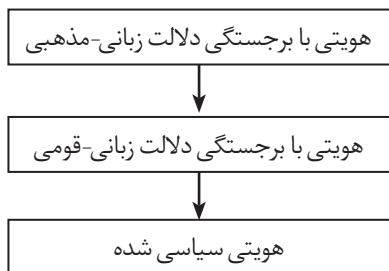 هویتی با برجستگی دلالت زبانی-مذهبی
هویتی با برجستگی دلالت زبانی-قومی
هویتی سیاسی شده